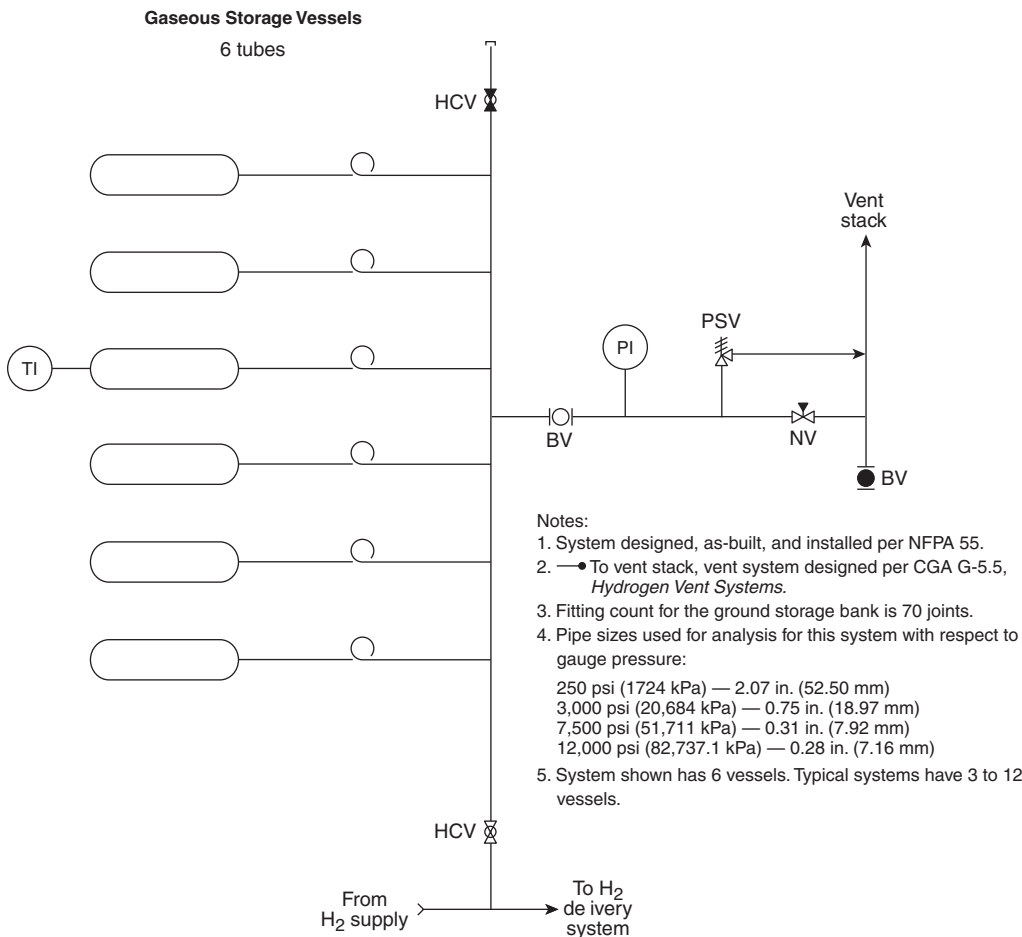 Gaseous Storage Vessels
6 tubes
HCV
Vent
stack
PSV
PI
TI
BV
NV
BV
Notes:
1. System designed, as-built, and installed per NFPA 55.
2. To vent stack, vent system designed per CGA G-5.5,
Hydrogen Vent Systems.
3. Fitting count for the ground storage bank is 70 joints.
4. Pipe sizes used for analysis for this system with respect to
gauge pressure:
250 psi (1724 kPa) — 2.07 in. (52.50 mm)
3,000 psi (20,684 kPa) — 0.75 in. (18.97 mm)
7,500 psi (51,711 kPa) — 0.31 in. (7.92 mm)
12,000 psi (82,737.1 kPa) — 0.28 in. (7.16 mm)
5. System shown has 6 vessels. Typical systems have 3 to 12
vessels.
HCV
From
H₂ supply
To H₂
de ivery
system